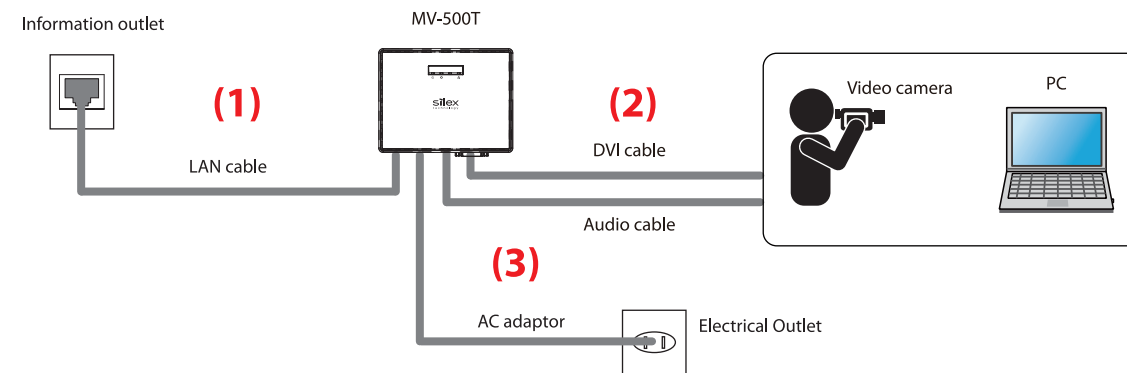 Information outlet
MV-500T
(1)
(2)
Video camera
PC
silex
technology
DVI cable
LAN cable
Audio cable
(3)
AC adaptor
Electrical Outlet